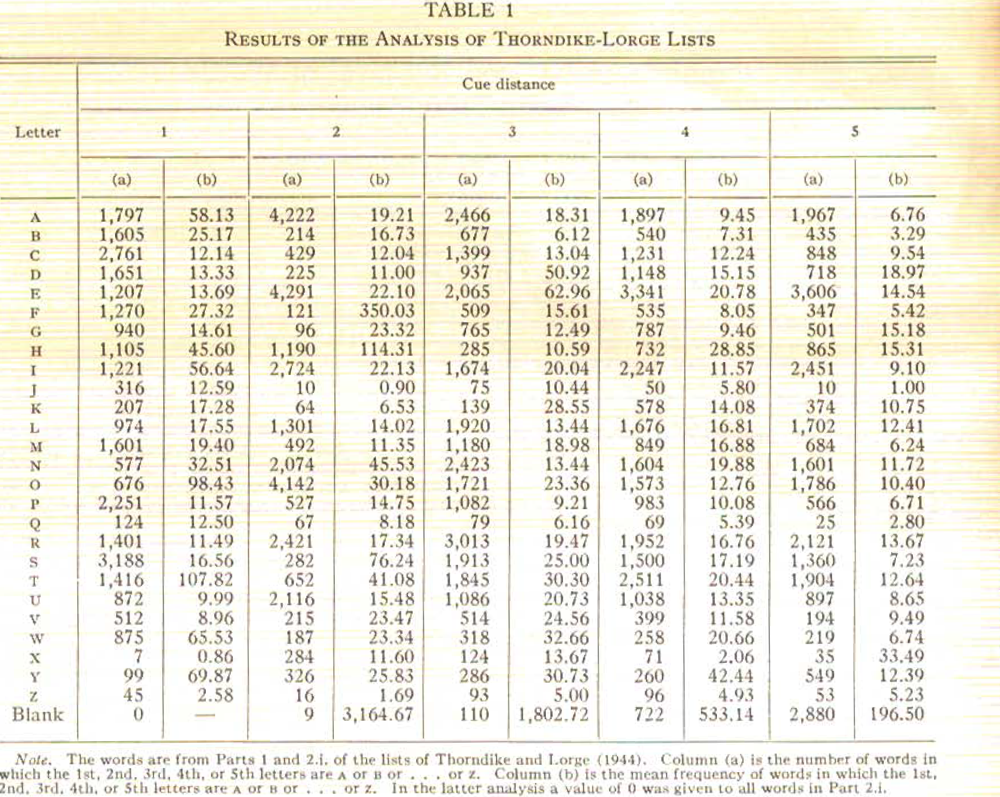 TABLE 1
RESULTS OF THE ANALYSIS OF THORNDIKE-LORGE LISTS
Cue distance
Letter 1 2 3 4 5
(a) (b) (a) (b) (a) (b) (a) (b) (a) (b)
A 1,797 58.13 4,222 19.21 2,466 18.31 1,897 9.45 1,967 6.76
B 1,605 25.17 214 16.73 677 6.12 540 7.31 435 3.29
C 2,761 12.14 429 12.04 1,399 13.04 1,231 12.24 848 9.54
D 1,651 13.33 225 11.00 937 50.92 1,148 15.15 718 18.97
E 1,207 13.69 4,291 22.10 2,065 62.96 3,341 20.78 3,606 14.54
F 1,270 27.32 121 350.03 509 15.61 535 8.05 347 5.42
G 940 14.61 96 23.32 765 12.49 787 9.46 501 15.18
H 1,105 45.60 1,190 114.31 285 10.59 732 28.85 865 15.31
I 1,221 56.64 2,724 22.13 1,674 20.04 2,247 11.57 2,451 9.10
J 316 12.59 10 0.90 75 10.44 50 5.80 10 1.00
K 207 17.28 64 6.53 139 28.55 578 14.08 374 10.75
L 974 17.55 1,301 14.02 1,920 13.44 1,676 16.81 1,702 12.41
M 1,601 19.40 492 11.35 1,180 18.98 849 16.88 684 6.24
N 577 32.51 2,074 45.53 2,423 13.44 1,604 19.88 1,601 11.72
O 676 98.43 4,142 30.18 1,721 23.36 1,573 12.76 1,786 10.40
P 2,251 11.57 527 14.75 1,082 9.21 983 10.08 566 6.71
Q 124 12.50 67 8.18 79 6.16 69 5.39 25 2.80
R 1,401 11.49 2,421 17.34 3,013 19.47 1,952 16.76 2,121 13.67
S 3,188 16.56 282 76.24 1,913 25.00 1,500 17.19 1,360 7.23
T 1,416 107.82 652 41.08 1,845 30.30 2,511 20.44 1,904 12.64
U 872 9.99 2,116 15.48 1,086 20.73 1,038 13.35 897 8.65
V 512 8.96 215 23.47 514 24.56 399 11.58 194 9.49
W 875 65.53 187 23.34 318 32.66 258 20.66 219 6.74
X 7 0.86 284 11.60 124 13.67 71 2.06 35 33.49
Y 99 69.87 326 25.83 286 30.73 260 42.44 549 12.39
Z 45 2.58 16 1.69 93 5.00 96 4.93 53 5.23
Blank 0 — 9 3,164.67 110 1,802.72 722 533.14 2,880 196.50
Note. The words are from Parts 1 and 2.i. of the lists of Thorndike and Lorge (1944). Column (a) is the number of words in
which the 1st, 2nd, 3rd, 4th, or 5th letters are A or B or . . . or Z. Column (b) is the mean frequency of words in which the 1st,
2nd, 3rd, 4th, or 5th letters are A or B or . . . or Z. In the latter analysis a value of 0 was given to all words in Part 2.i.